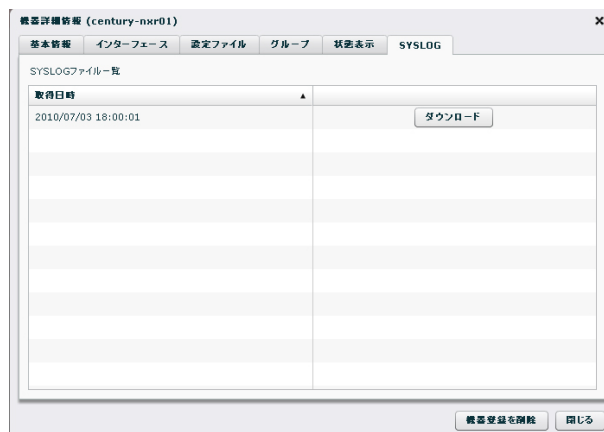 機器詳細情報 (century-nxr01)
×
基本情報 インターフェース 設定ファイル グループ 状態表示 SYSLOG
SYSLOGファイル一覧
取得日時 ▲
2010/07/03 18:00:01 ダウンロード
機器登録を削除 閉じる